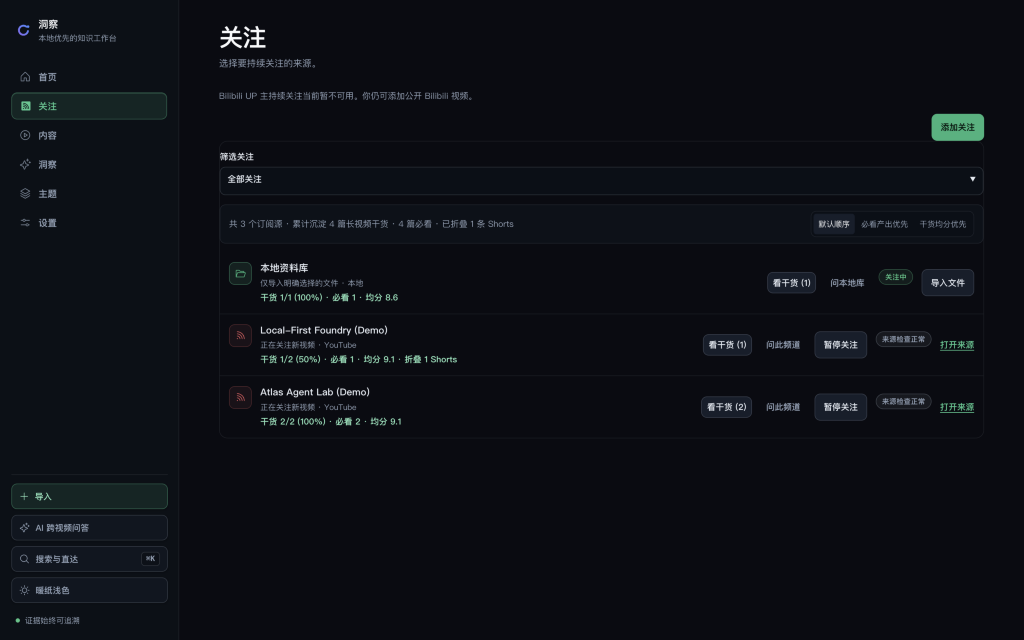 洞察
本地优先的知识工作台
首页
关注
内容
洞察
主题
设置
导入
AI 跨视频问答
搜索与直达 ⌘K
暖纸浅色
证据始终可追溯
关注
选择要持续关注的来源。
Bilibili UP 主持续关注当前暂不可用。你仍可添加公开 Bilibili 视频。
添加关注
筛选关注
全部关注
共 3 个订阅源 · 累计沉淀 4 篇长视频干货 · 4 篇必看 · 已折叠 1 条 Shorts
默认顺序 必看产出优先 干货均分优先
本地资料库
仅导入明确选择的文件 · 本地
干货 1/1 (100%) · 必看 1 · 均分 8.6
看干货 (1) 问本地库 关注中 导入文件
Local-First Foundry (Demo)
正在关注新视频 · YouTube
干货 1/2 (50%) · 必看 1 · 均分 9.1 · 折叠 1 Shorts
看干货 (1) 问此频道 暂停关注 来源检查正常 打开来源
Atlas Agent Lab (Demo)
正在关注新视频 · YouTube
干货 2/2 (100%) · 必看 2 · 均分 9.1
看干货 (2) 问此频道 暂停关注 来源检查正常 打开来源